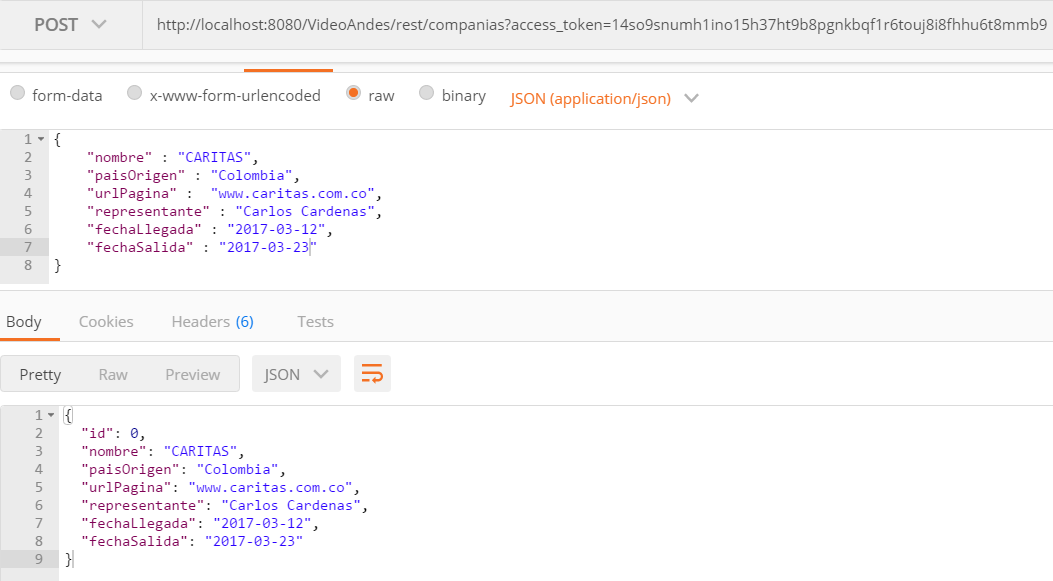 POST http://localhost:8080/VideoAndes/rest/companias?access_token=14so9snumh1ino15h37ht9b8pgnkbqf1r6touj8i8fhhu6t8mmb9
form-data x-www-form-urlencoded raw binary JSON (application/json)
1 {
2 "nombre" : "CARITAS",
3 "paisOrigen" : "Colombia",
4 "urlPagina" :  "www.caritas.com.co",
5 "representante" : "Carlos Cardenas",
6 "fechaLlegada" : "2017-03-12",
7 "fechaSalida" : "2017-03-23"
8 }
Body Cookies Headers (6) Tests
Pretty Raw Preview JSON
1 {
2 "id": 0,
3 "nombre": "CARITAS",
4 "paisOrigen": "Colombia",
5 "urlPagina": "www.caritas.com.co",
6 "representante": "Carlos Cardenas",
7 "fechaLlegada": "2017-03-12",
8 "fechaSalida": "2017-03-23"
9 }